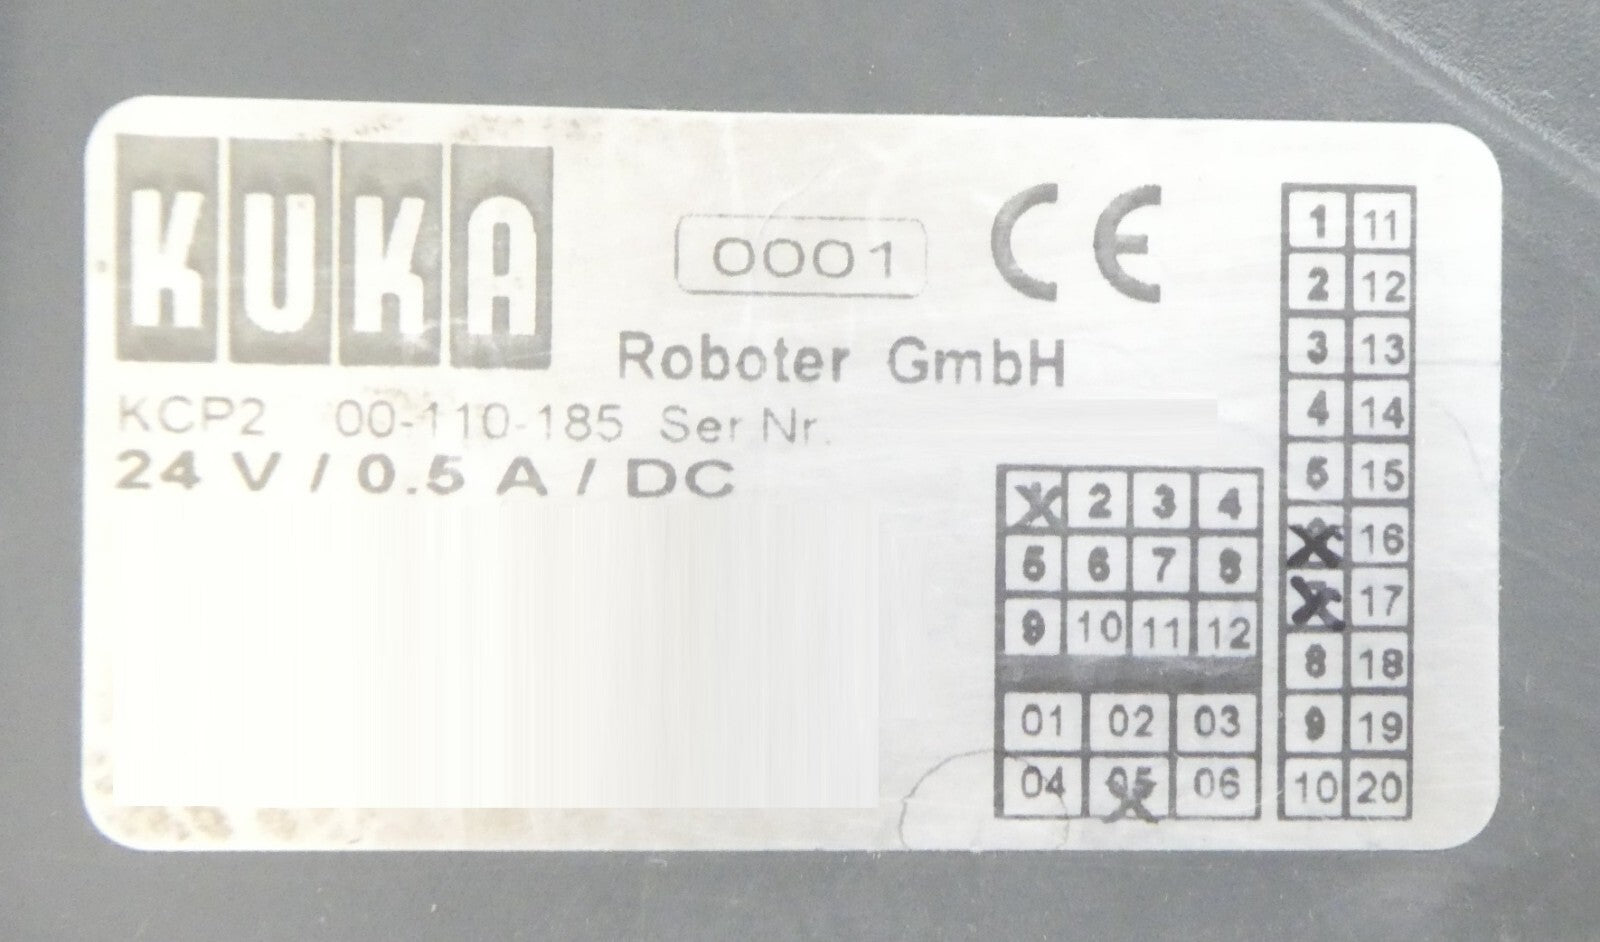 KUKA
0001 CE
Roboter GmbH
KCP2 00-110-185 Ser Nr.
24 V / 0.5 A / DC
2 3 4
5 6 7 8
9 10 11 12
01 02 03
04 05 06
1 11
2 12
3 13
4 14
5 15
16
17
8 18
9 19
10 20